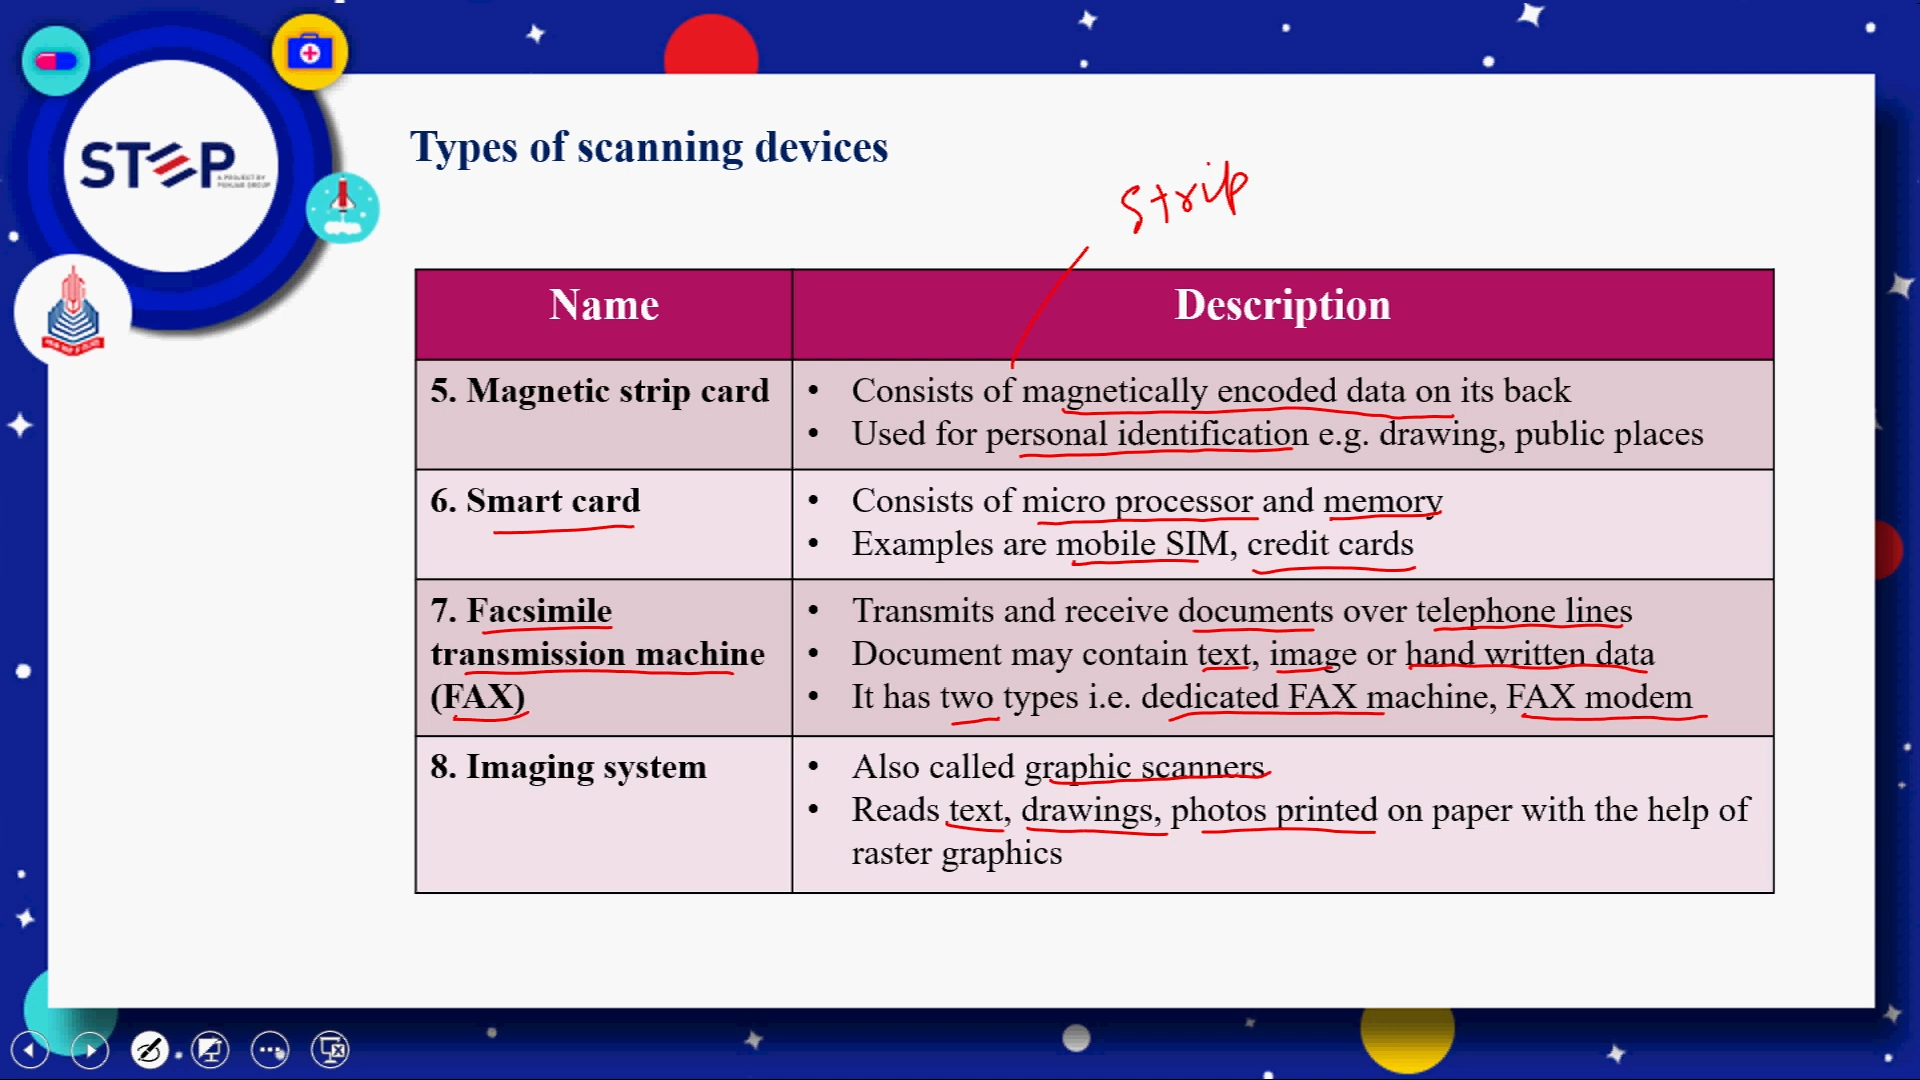 STEP
A PROJECT BY
PUNJAB GROUP
Types of scanning devices
Strip
Name
Description
5. Magnetic strip card
• Consists of magnetically encoded data on its back
• Used for personal identification e.g. drawing, public places
6. Smart card
• Consists of micro processor and memory
• Examples are mobile SIM, credit cards
7. Facsimile
transmission machine
(FAX)
• Transmits and receive documents over telephone lines
• Document may contain text, image or hand written data
• It has two types i.e. dedicated FAX machine, FAX modem
8. Imaging system
• Also called graphic scanners
• Reads text, drawings, photos printed on paper with the help of
raster graphics